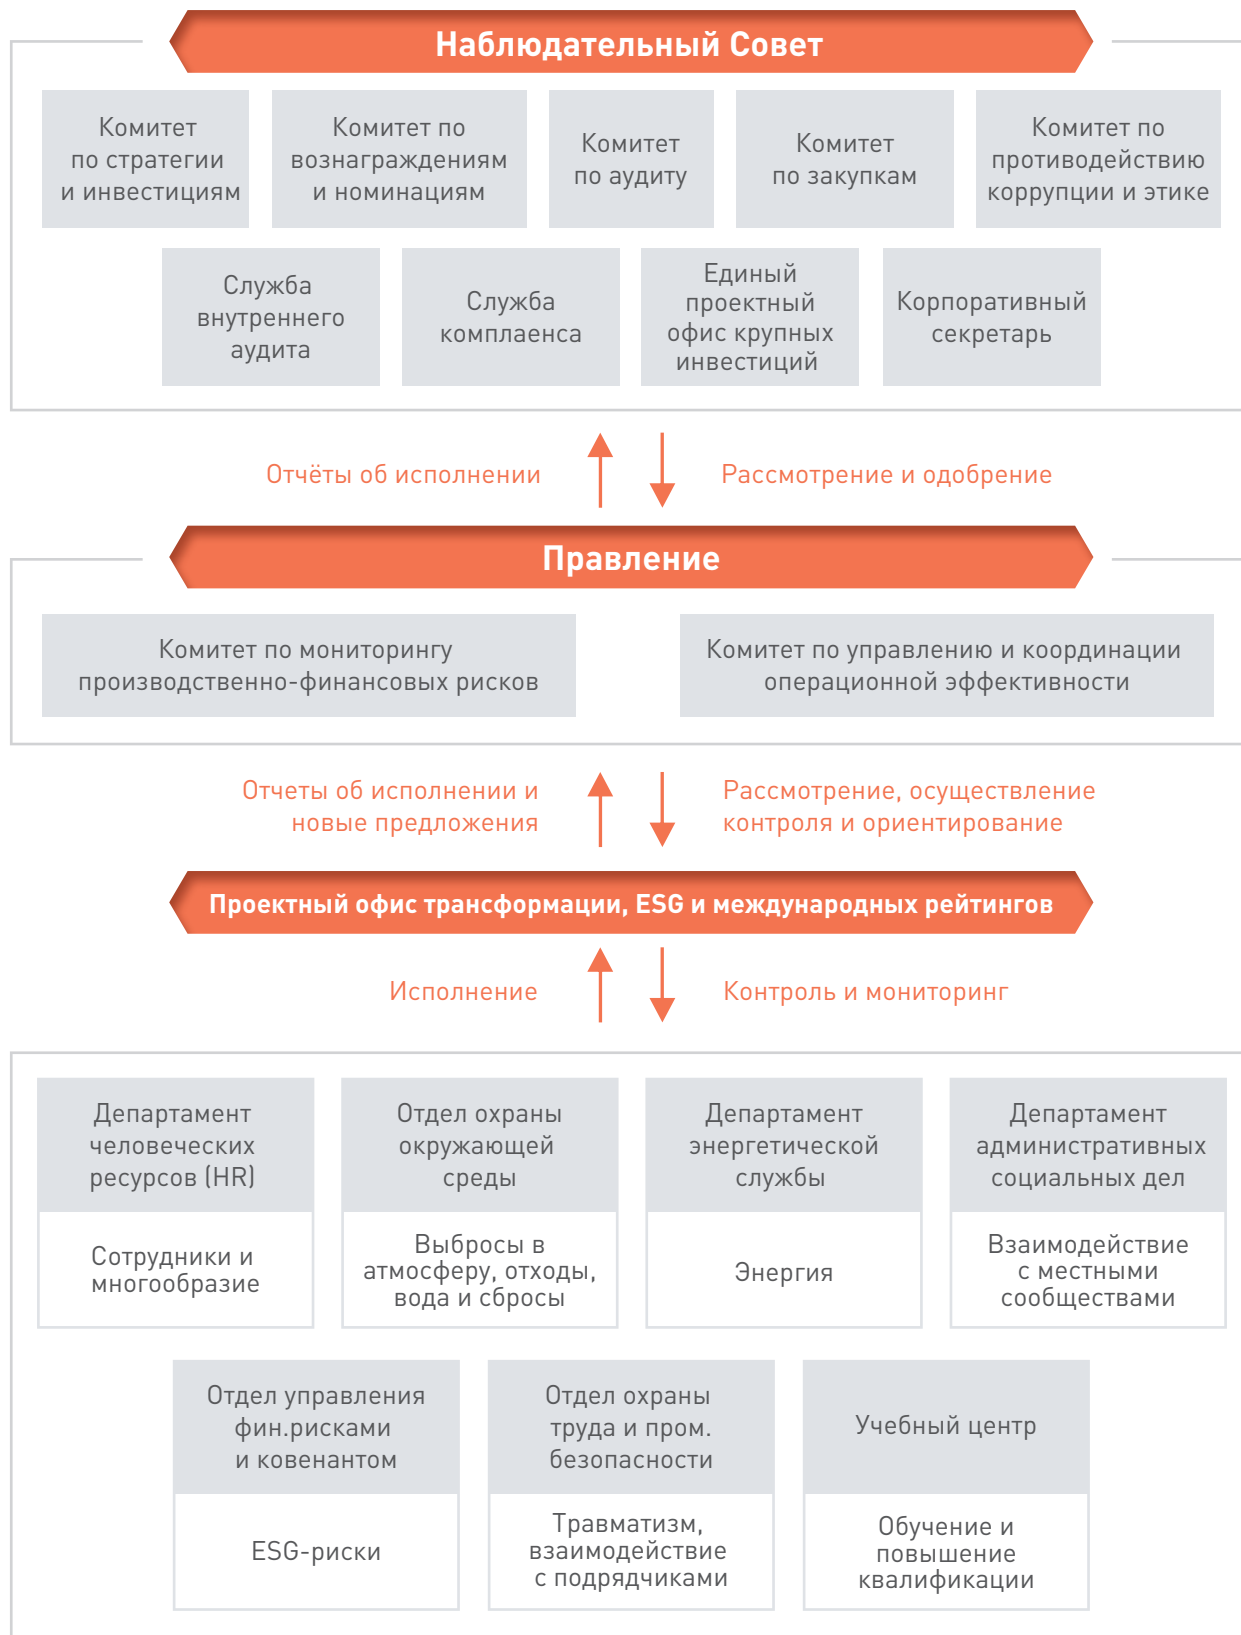 Наблюдательный Совет
Комитет
по стратегии
и инвестициям
Комитет по
вознаграждениям
и номинациям
Комитет
по аудиту
Комитет
по закупкам
Комитет по
противодействию
коррупции и этике
Служба
внутреннего
аудита
Служба
комплаенса
Единый
проектный
офис крупных
инвестиций
Корпоративный
секретарь
Отчёты об исполнении
Рассмотрение и одобрение
Правление
Комитет по мониторингу
производственно-финансовых рисков
Комитет по управлению и координации
операционной эффективности
Отчеты об исполнении и
новые предложения
Рассмотрение, осуществление
контроля и ориентирование
Проектный офис трансформации, ESG и международных рейтингов
Исполнение
Контроль и мониторинг
Департамент
человеческих
ресурсов (HR)
Сотрудники и
многообразие
Отдел охраны
окружающей
среды
Выбросы в
атмосферу, отходы,
вода и сбросы
Департамент
энергетической
службы
Энергия
Департамент
административных
социальных дел
Взаимодействие
с местными
сообществами
Отдел управления
фин.рисками
и ковенантом
ESG-риски
Отдел охраны
труда и пром.
безопасности
Травматизм,
взаимодействие
с подрядчиками
Учебный центр
Обучение и
повышение
квалификации